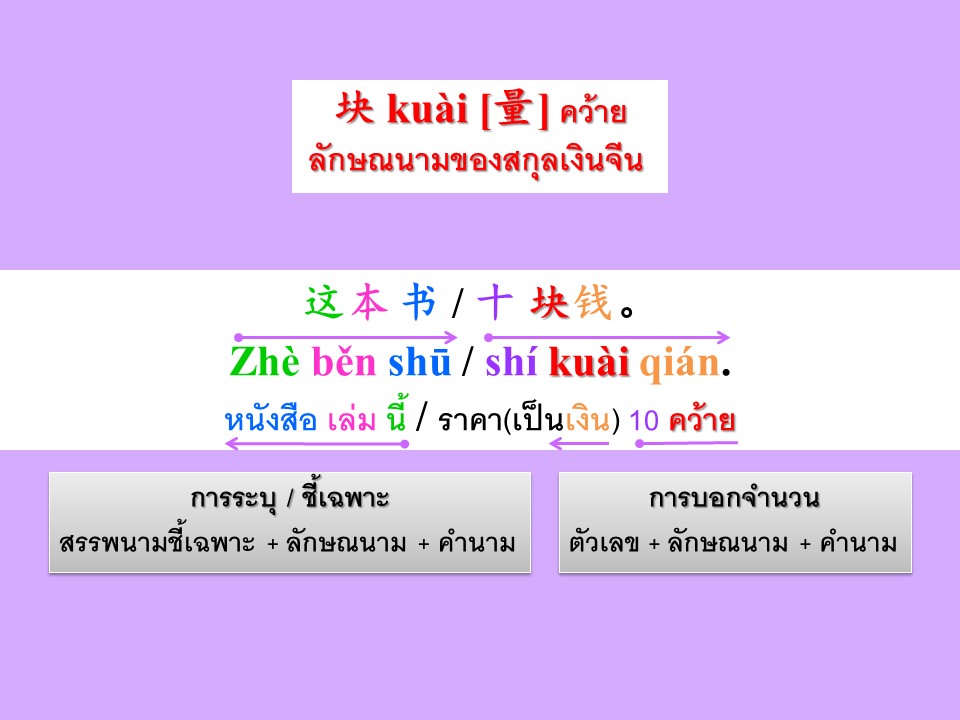 块 kuài [量] คว้าย
ลักษณนามของสกุลเงินจีน
这本 书 / 十 块钱。
Zhè běn shū / shí kuài qián.
หนังสือ เล่ม นี้ / ราคา(เป็นเงิน) 10 คว้าย
การระบุ / ชี้เฉพาะ
สรรพนามชี้เฉพาะ + ลักษณนาม + คำนาม
การบอกจำนวน
ตัวเลข + ลักษณนาม + คำนาม